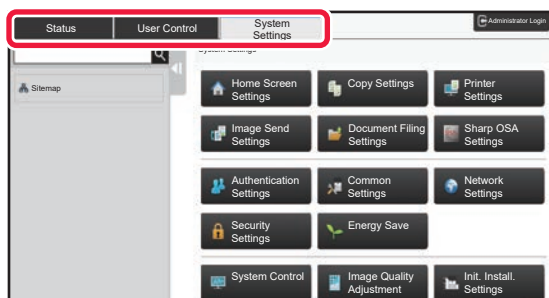 Status
User Control
System
Settings
Administrator Login
System Settings
Sitemap
Home Screen
Settings
Copy Settings
Printer
Settings
Image Send
Settings
Document Filing
Settings
Sharp OSA
Settings
Authentication
Settings
Common
Settings
Network
Settings
Security
Settings
Energy Save
System Control
Image Quality
Adjustment
Init. Install.
Settings